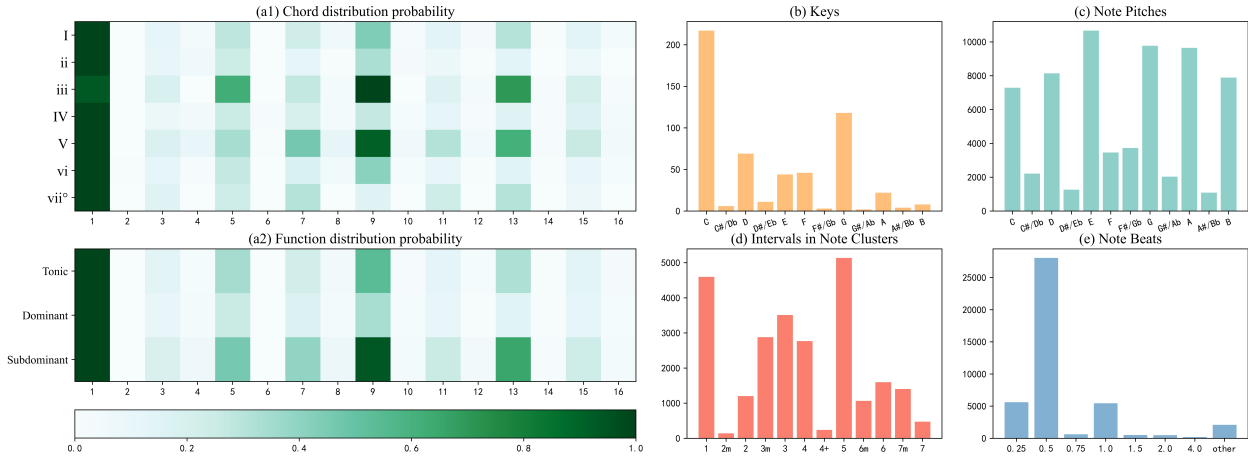 (a1) Chord distribution probability
I
ii
iii
IV
V
vi
vii°
1 2 3 4 5 6 7 8 9 10 11 12 13 14 15 16
(a2) Function distribution probability
Tonic
Dominant
Subdominant
1 2 3 4 5 6 7 8 9 10 11 12 13 14 15 16
0.0 0.2 0.4 0.6 0.8 1.0
(b) Keys
200
150
100
50
0
C C#/Db D D#/Eb E F F#/Gb G G#/Ab A A#/Bb B
(c) Note Pitches
10000
8000
6000
4000
2000
0
C C#/Db D D#/Eb E F F#/Gb G G#/Ab A A#/Bb B
(d) Intervals in Note Clusters
5000
4000
3000
2000
1000
0
1 2m 2 3m 3 4 4+ 5 6m 6 7m 7
(e) Note Beats
25000
20000
15000
10000
5000
0
0.25 0.5 0.75 1.0 1.5 2.0 4.0 other